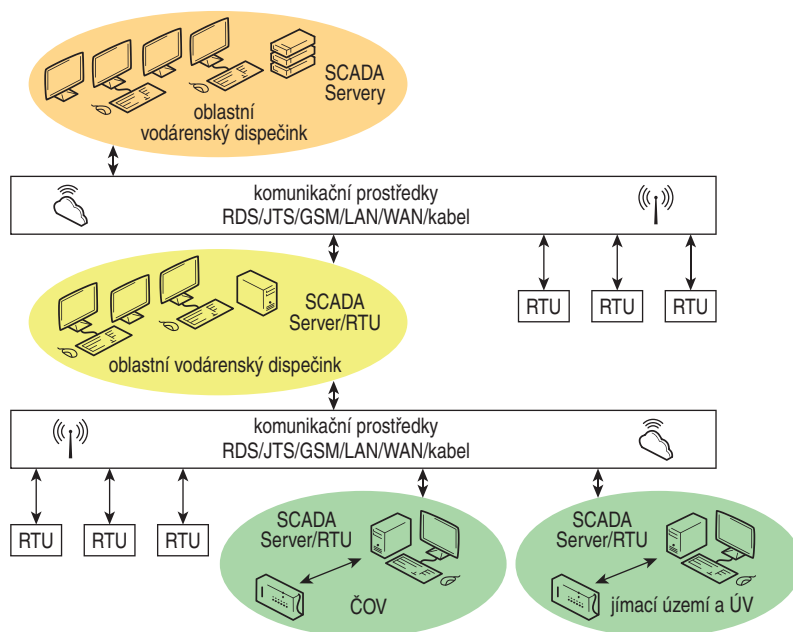 SCADA
Servery
oblastní
vodárenský dispečink
komunikační prostředky
RDS/JTS/GSM/LAN/WAN/kabel
RTU
RTU
RTU
SCADA
Server/RTU
oblastní vodárenský dispečink
komunikační prostředky
RDS/JTS/GSM/LAN/WAN/kabel
RTU
RTU
RTU
SCADA
Server/RTU
ČOV
SCADA
Server/RTU
jímací území a ÚV